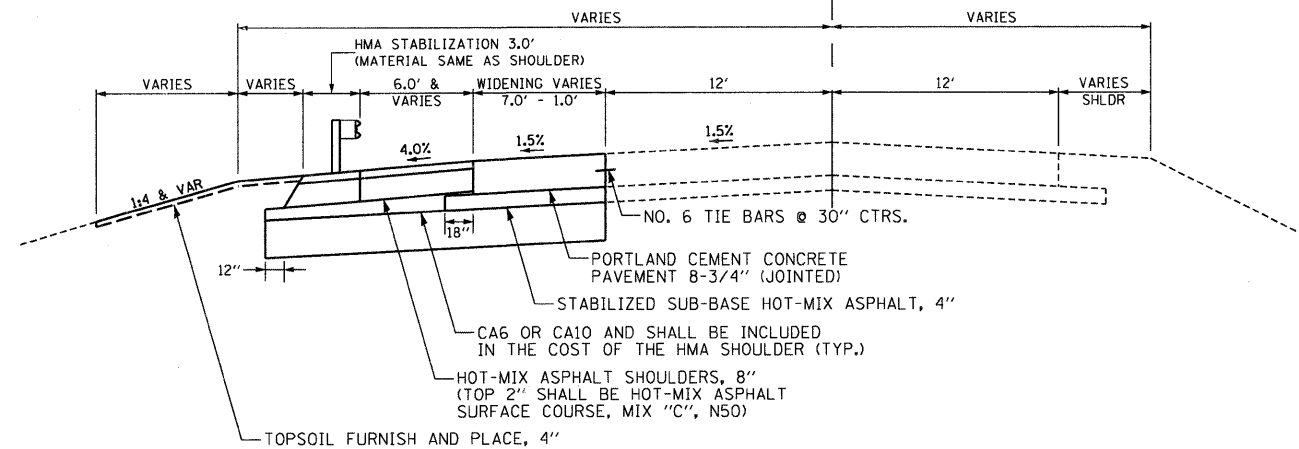 VARIES
VARIES
HMA STABILIZATION 3.0'
(MATERIAL SAME AS SHOULDER)
VARIES
VARIES
6.0' &
VARIES
WIDENING VARIES
7.0' - 1.0'
12'
12'
VARIES
SHLDR
1:4 & VAR
4.0%
1.5%
1.5%
NO. 6 TIE BARS @ 30" CTRS.
18"
12"
PORTLAND CEMENT CONCRETE
PAVEMENT 8-3/4" (JOINTED)
STABILIZED SUB-BASE HOT-MIX ASPHALT, 4"
CA6 OR CA10 AND SHALL BE INCLUDED
IN THE COST OF THE HMA SHOULDER (TYP.)
HOT-MIX ASPHALT SHOULDERS, 8"
(TOP 2" SHALL BE HOT-MIX ASPHALT
SURFACE COURSE, MIX "C", N50)
TOPSOIL FURNISH AND PLACE, 4"